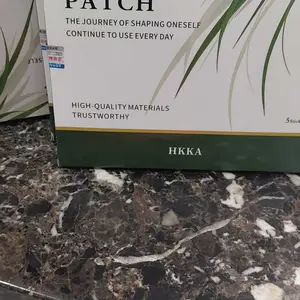 PATCH
THE JOURNEY OF SHAPING ONESELF
CONTINUE TO USE EVERY DAY
HIGH-QUALITY MATERIALS
TRUSTWORTHY
HKKA